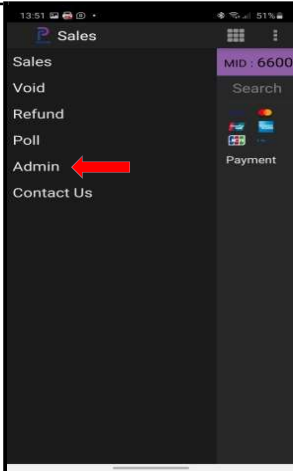 13:51 51%
Sales
Sales
MID : 6600
Void
Search
Refund
Poll
Admin
Payment
Contact Us